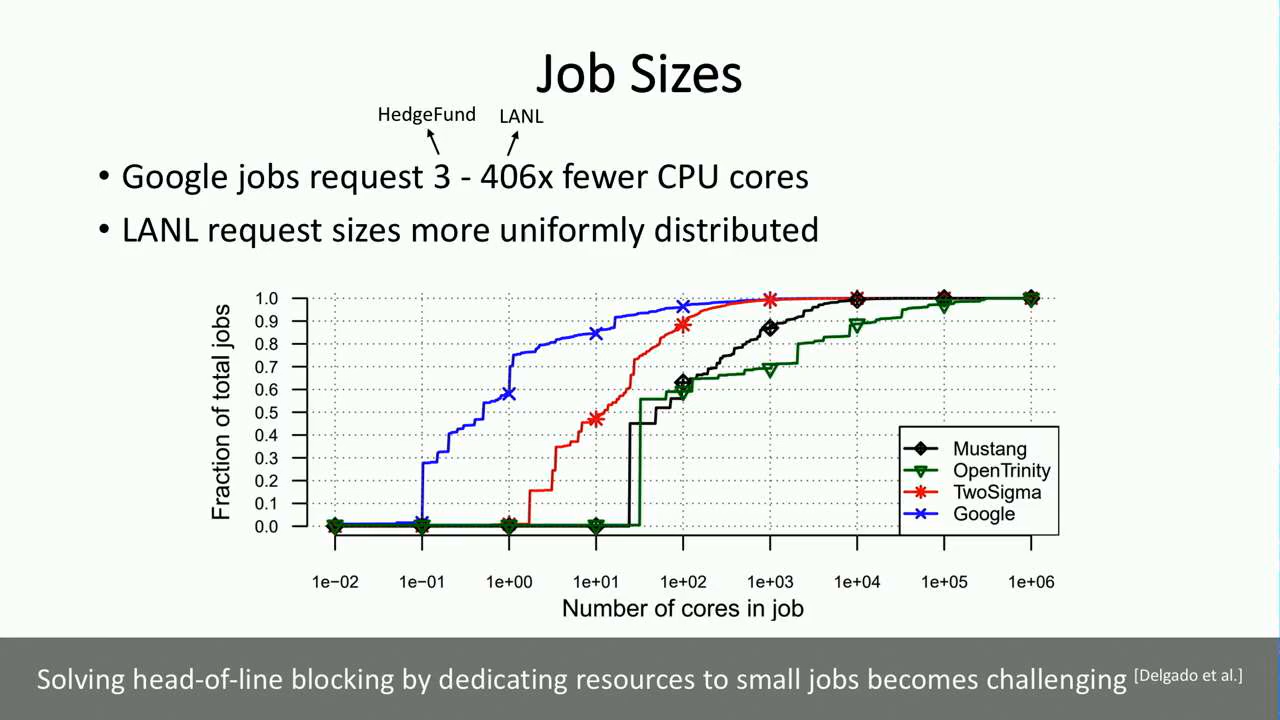 Job Sizes
HedgeFund LANL
• Google jobs request 3 - 406x fewer CPU cores
• LANL request sizes more uniformly distributed
Fraction of total jobs
1.0
0.9
0.8
0.7
0.6
0.5
0.4
0.3
0.2
0.1
0.0
Mustang
OpenTrinity
TwoSigma
Google
1e−02 1e−01 1e+00 1e+01 1e+02 1e+03 1e+04 1e+05 1e+06
Number of cores in job
Solving head-of-line blocking by dedicating resources to small jobs becomes challenging [Delgado et al.]